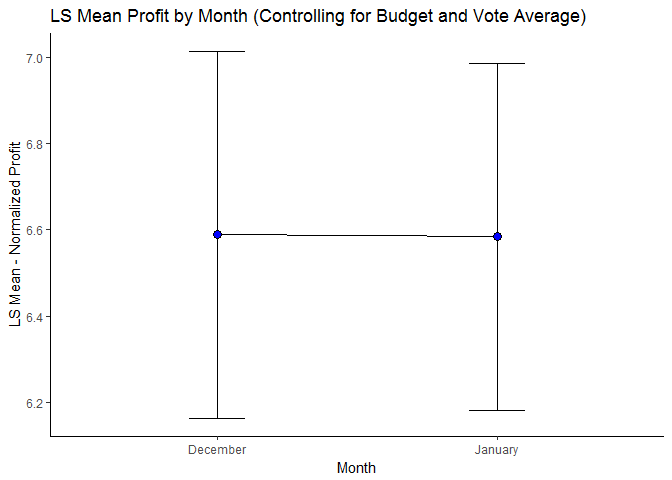 LS Mean Profit by Month (Controlling for Budget and Vote Average)
LS Mean - Normalized Profit
7.0
6.8
6.6
6.4
6.2
December January
Month